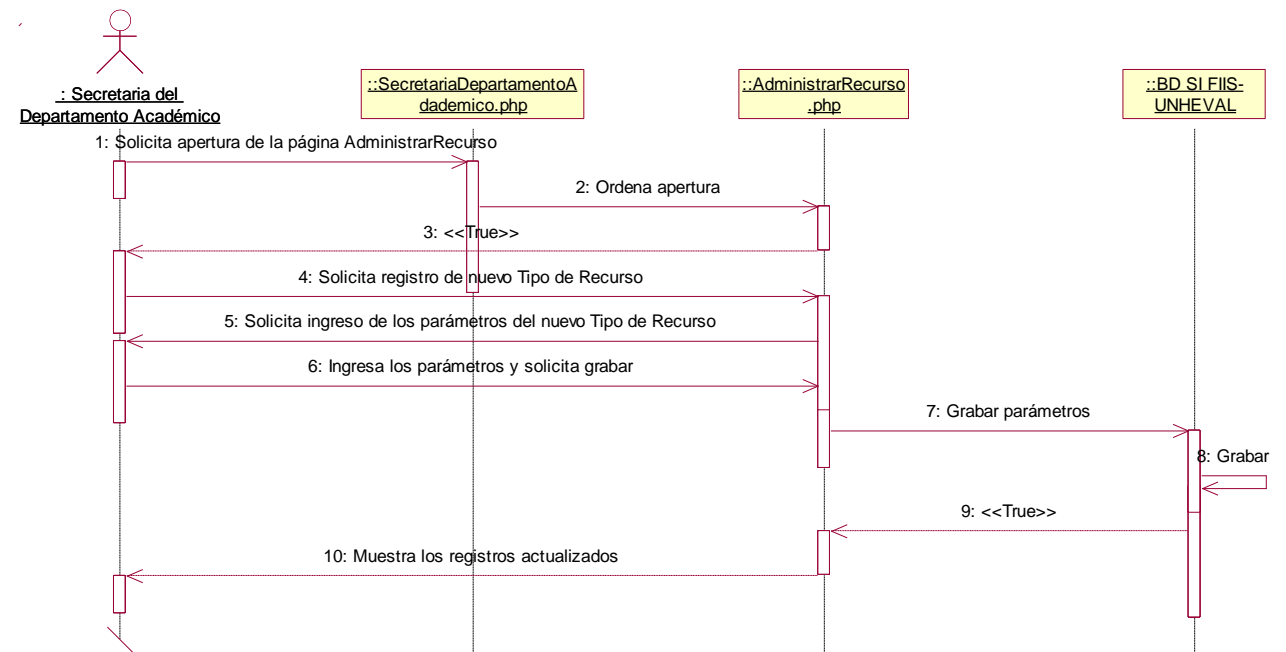 : Secretaria del
Departamento Académico
::SecretariaDepartamentoA
dademico.php
::AdministrarRecurso
.php
::BD SI FIIS-
UNHEVAL
1: Solicita apertura de la página AdministrarRecurso
2: Ordena apertura
3: <<True>>
4: Solicita registro de nuevo Tipo de Recurso
5: Solicita ingreso de los parámetros del nuevo Tipo de Recurso
6: Ingresa los parámetros y solicita grabar
7: Grabar parámetros
8: Grabar
9: <<True>>
10: Muestra los registros actualizados